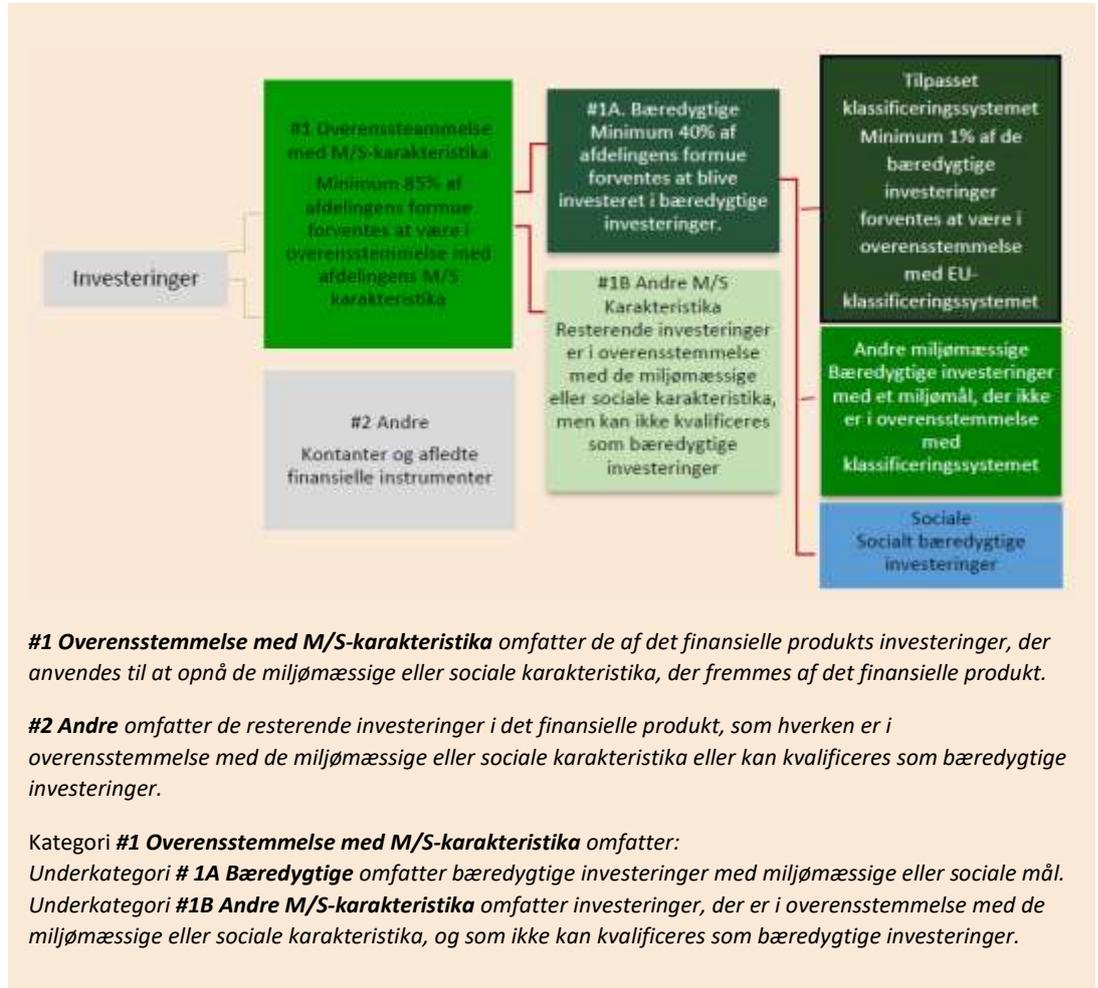 Investeringer
#1 Overenssteammelse
med M/S-karakteristika
Minimum 85% af
afdelingens formue
forventes at være i
overensstemmelse med
afdelingens M/S
karakteristika
#2 Andre
Kontanter og afledte
finansielle instrumenter
#1A. Bæredygtige
Minimum 40% af
afdelingens formue
forventes at blive
investeret i bæredygtige
investeringer.
#1B Andre M/S
Karakteristika
Resterende investeringer
er i overensstemmelse
med de miljømæssige
eller sociale karakteristika,
men kan ikke kvalificeres
som bæredygtige
investeringer
Tilpasset
klassificeringssystemet
Minimum 1% af de
bæredygtige
investeringer
forventes at være i
overensstemmelse
med EU-
klassificeringssystemet
Andre miljømæssige
Bæredygtige investeringer
med et miljømål, der ikke
er i overensstemmelse
med
klassificeringssystemet
Sociale
Socialt bæredygtige
investeringer
#1 Overensstemmelse med M/S-karakteristika omfatter de af det finansielle produkts investeringer, der
anvendes til at opnå de miljømæssige eller sociale karakteristika, der fremmes af det finansielle produkt.
#2 Andre omfatter de resterende investeringer i det finansielle produkt, som hverken er i
overensstemmelse med de miljømæssige eller sociale karakteristika eller kan kvalificeres som bæredygtige
investeringer.
Kategori #1 Overensstemmelse med M/S-karakteristika omfatter:
Underkategori # 1A Bæredygtige omfatter bæredygtige investeringer med miljømæssige eller sociale mål.
Underkategori #1B Andre M/S-karakteristika omfatter investeringer, der er i overensstemmelse med de
miljømæssige eller sociale karakteristika, og som ikke kan kvalificeres som bæredygtige investeringer.